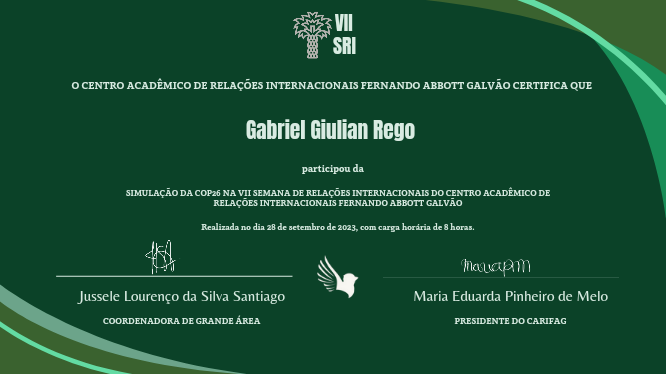 VII
SRI
O CENTRO ACADÊMICO DE RELAÇÕES INTERNACIONAIS FERNANDO ABBOTT GALVÃO CERTIFICA QUE
Gabriel Giulian Rego
participou da
SIMULAÇÃO DA COP26 NA VII SEMANA DE RELAÇÕES INTERNACIONAIS DO CENTRO ACADÊMICO DE
RELAÇÕES INTERNACIONAIS FERNANDO ABBOTT GALVÃO
Realizada no dia 28 de setembro de 2023, com carga horária de 8 horas.
Jussele Lourenço da Silva Santiago
COORDENADORA DE GRANDE ÁREA
Maria Eduarda Pinheiro de Melo
PRESIDENTE DO CARIFAG